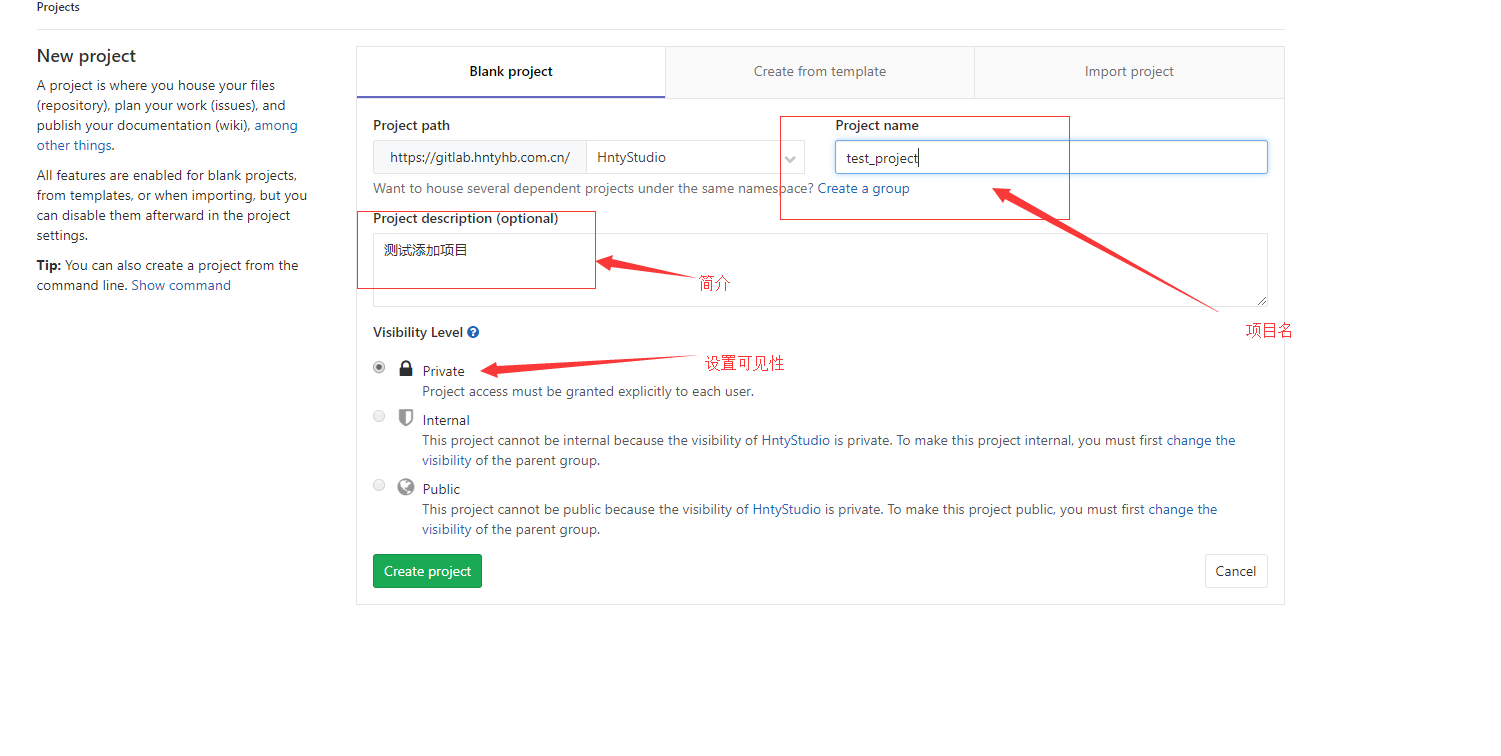 Projects
New project
A project is where you house your files
(repository), plan your work (issues), and
publish your documentation (wiki), among
other things.
All features are enabled for blank projects,
from templates, or when importing, but you
can disable them afterward in the project
settings.
Tip: You can also create a project from the
command line. Show command
Blank project
Create from template
Import project
Project path
Project name
https://gitlab.hntyhb.com.cn/
HntyStudio
test_project
Want to house several dependent projects under the same namespace? Create a group
Project description (optional)
测试添加项目
简介
项目名
Visibility Level
设置可见性
Private
Project access must be granted explicitly to each user.
Internal
This project cannot be internal because the visibility of HntyStudio is private. To make this project internal, you must first change the
visibility of the parent group.
Public
This project cannot be public because the visibility of HntyStudio is private. To make this project public, you must first change the
visibility of the parent group.
Create project
Cancel